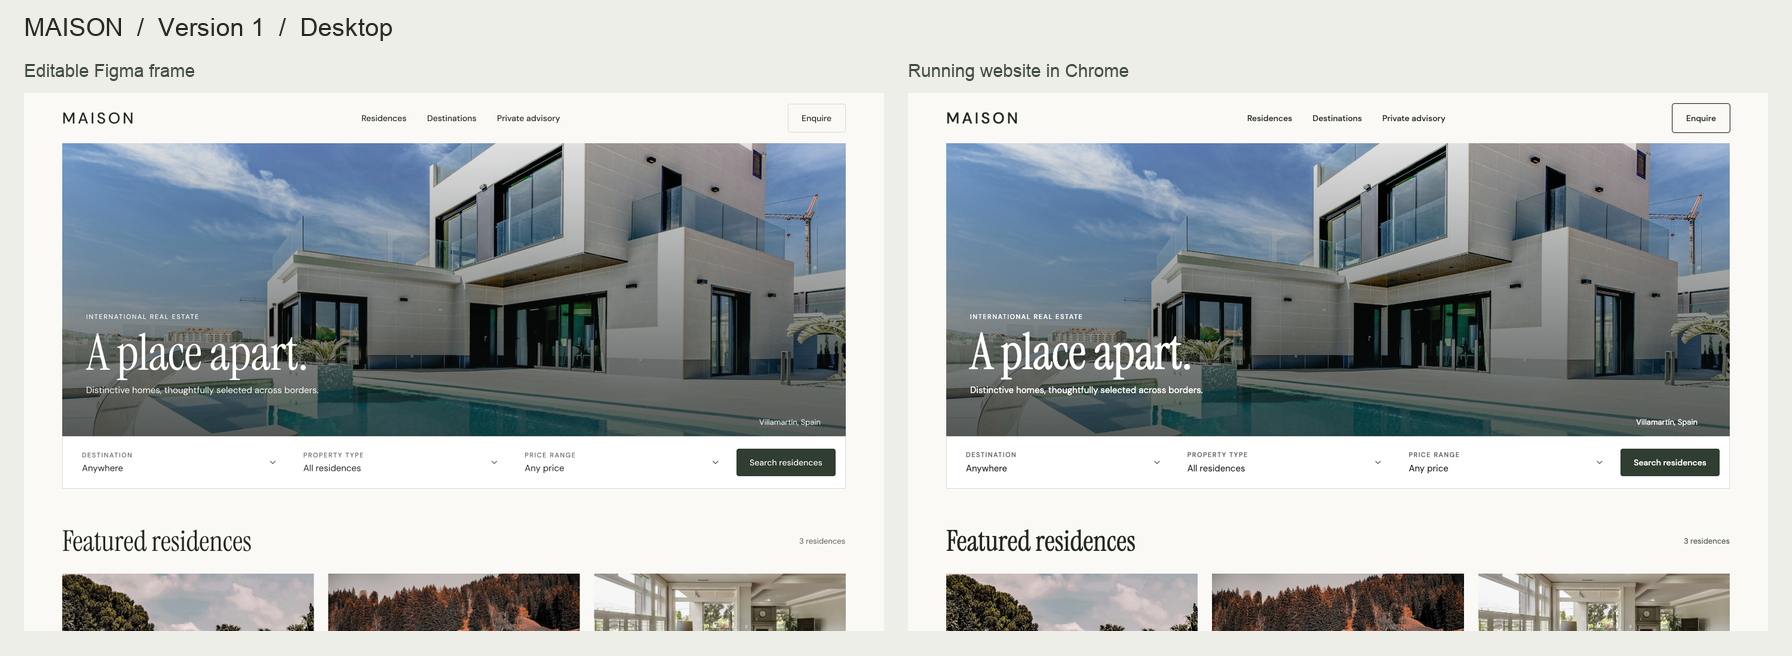 MAISON / Version 1 / Desktop
Editable Figma frame
MAISON
Residences Destinations Private advisory
Enquire
INTERNATIONAL REAL ESTATE
A place apart.
Distinctive homes, thoughtfully selected across borders.
Villamartín, Spain
DESTINATION
Anywhere
PROPERTY TYPE
All residences
PRICE RANGE
Any price
Search residences
Featured residences
3 residences
Running website in Chrome
MAISON
Residences Destinations Private advisory
Enquire
INTERNATIONAL REAL ESTATE
A place apart.
Distinctive homes, thoughtfully selected across borders.
Villamartín, Spain
DESTINATION
Anywhere
PROPERTY TYPE
All residences
PRICE RANGE
Any price
Search residences
Featured residences
3 residences